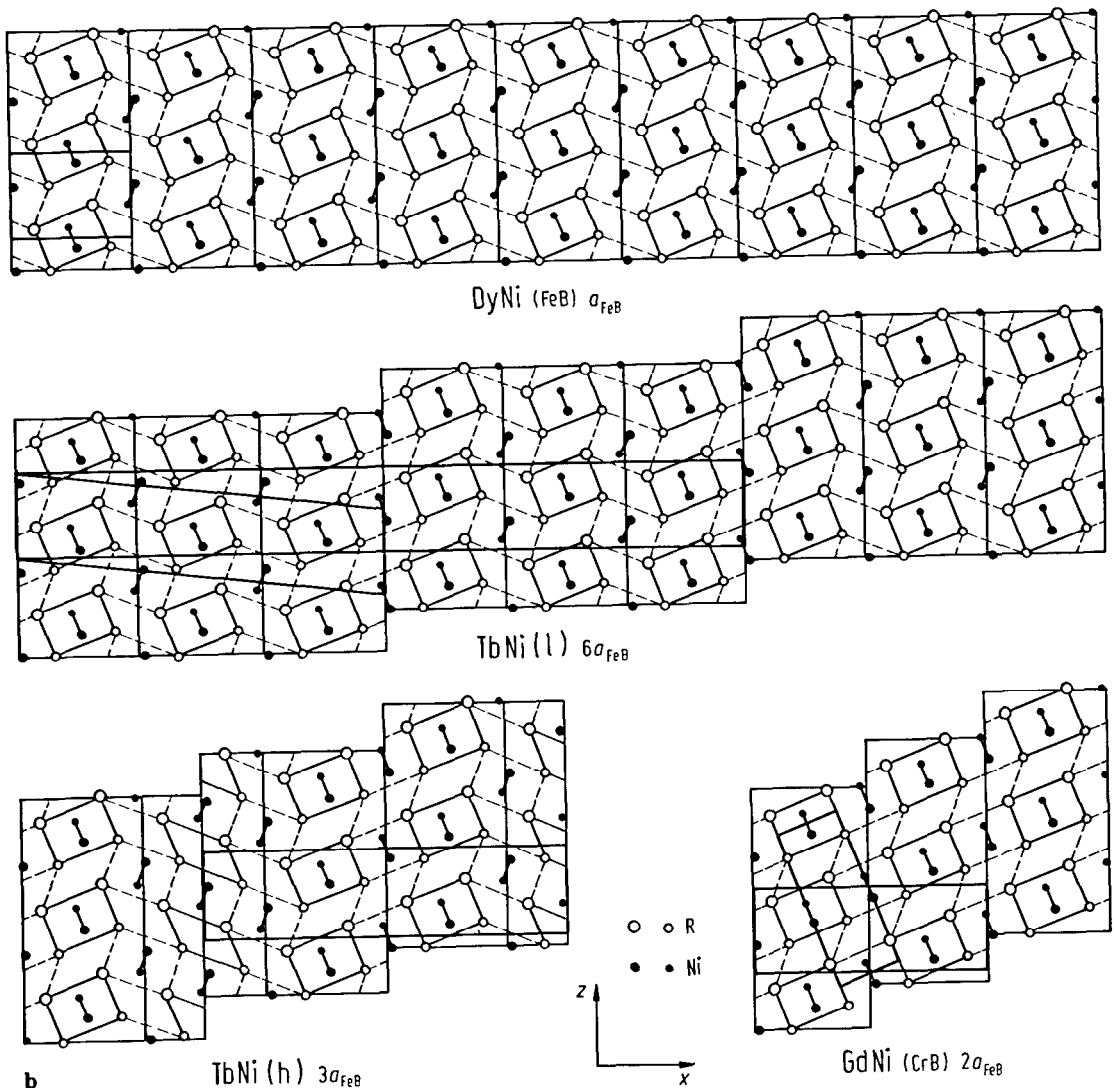 DyNi (FeB) a_FeB
TbNi(l) 6a_FeB
R
Ni
z
x
TbNi(h) 3a_FeB
GdNi (CrB) 2a_FeB
b